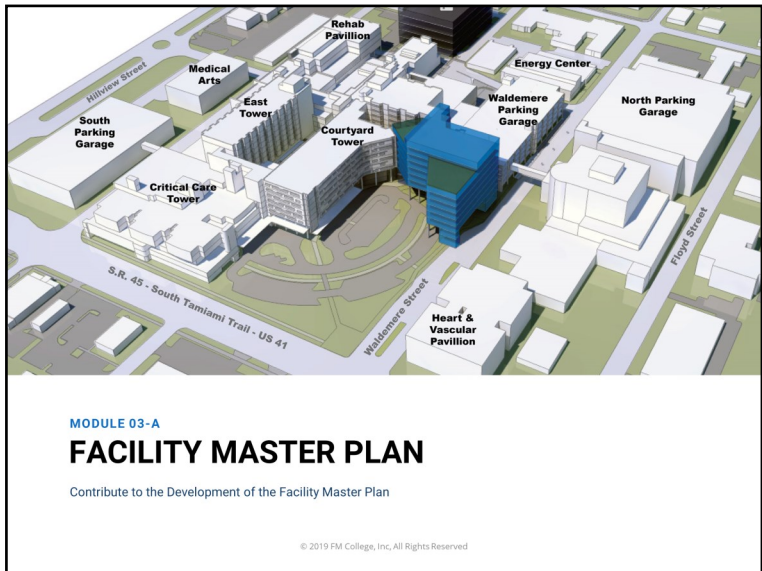 Rehab
Pavillion
Hillview Street
Medical
Arts
Energy Center
East
Tower
Waldemere
Parking
Garage
North Parking
Garage
South
Parking
Garage
Courtyard
Tower
Critical Care
Tower
Floyd Street
S.R. 45 - South Tamiami Trail - US 41
Waldemere Street
Heart &
Vascular
Pavillion
MODULE 03-A
FACILITY MASTER PLAN
Contribute to the Development of the Facility Master Plan
© 2019 FM College, Inc, All Rights Reserved